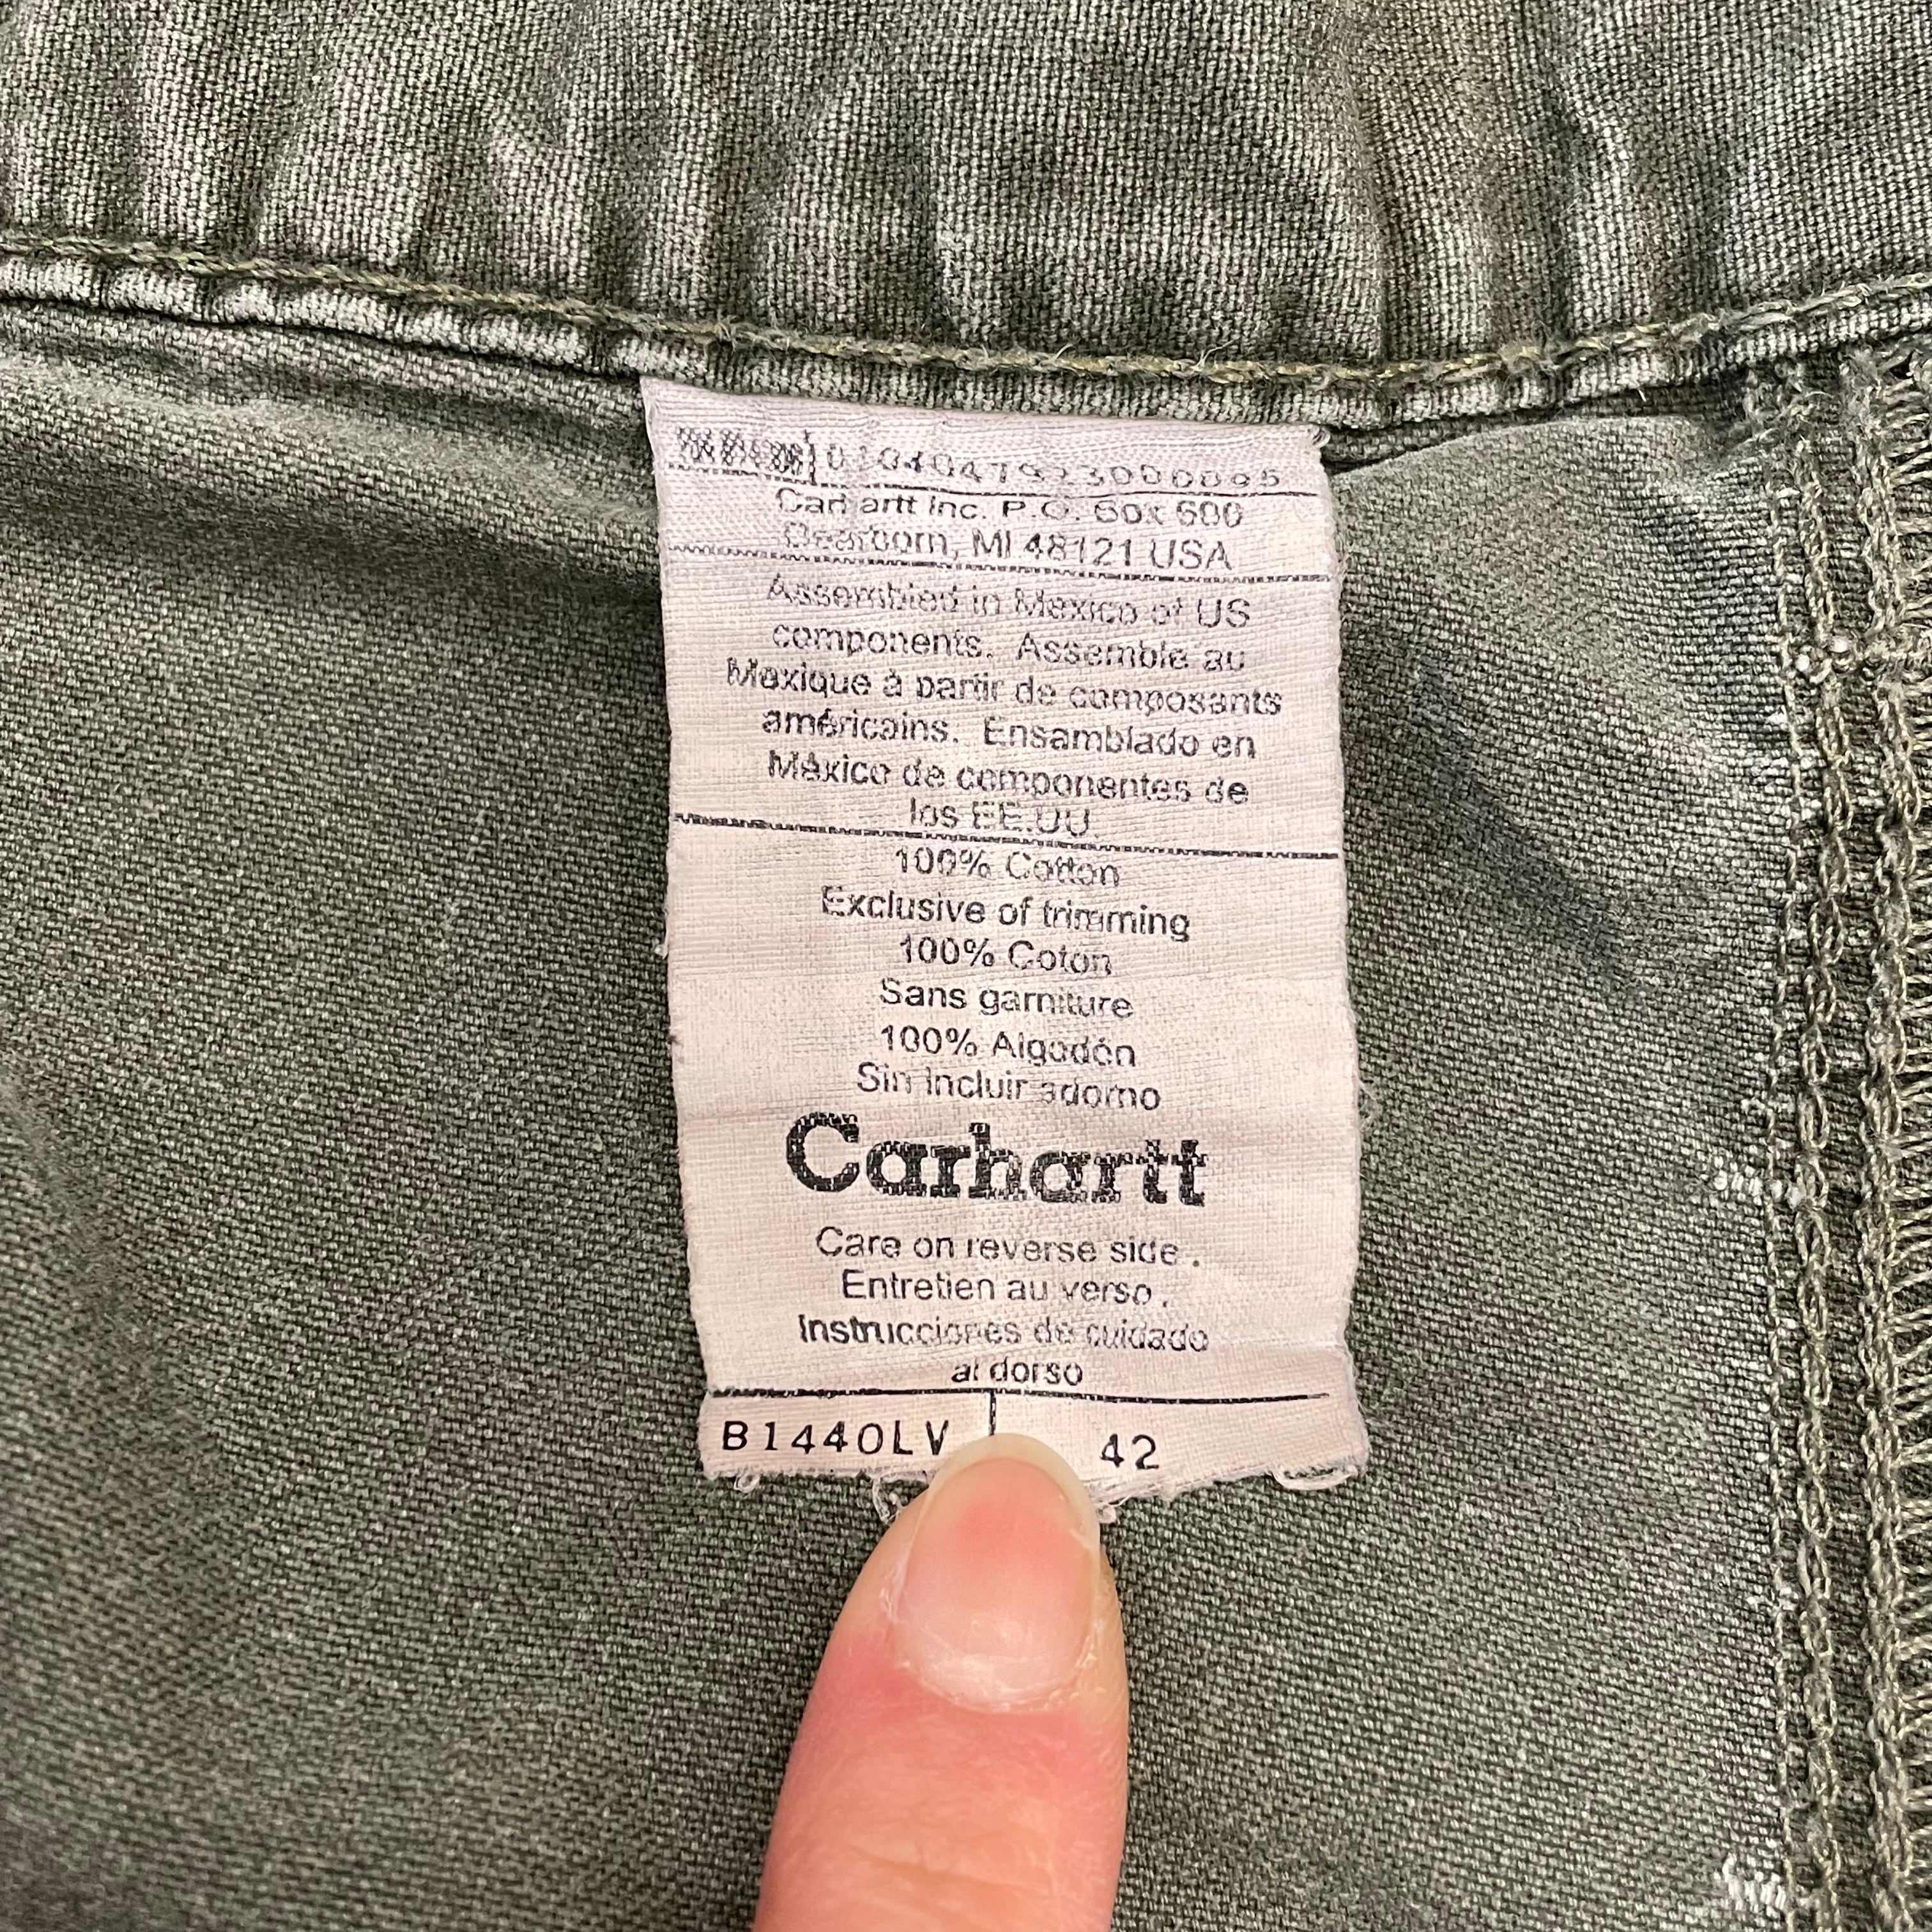 Carhartt Inc. P.O. Box 600
Dearborn, MI 48121 USA
Assembled in Mexico of US
components. Assemble au
Mexique à partir de composants
américains. Ensamblado en
México de componentes de
los EE.UU.
100% Cotton
Exclusive of trimming
100% Coton
Sans garniture
100% Algodón
Sin incluir adorno
Carhartt
Care on reverse side .
Entretien au verso .
Instrucciones de cuidado
al dorso
B144OLV 42